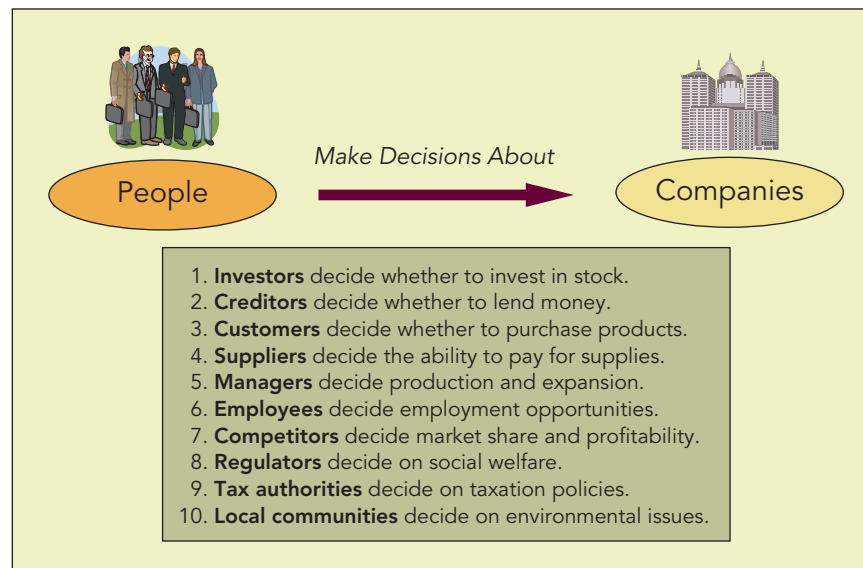 Make Decisions About
People
Companies
1. Investors decide whether to invest in stock.
2. Creditors decide whether to lend money.
3. Customers decide whether to purchase products.
4. Suppliers decide the ability to pay for supplies.
5. Managers decide production and expansion.
6. Employees decide employment opportunities.
7. Competitors decide market share and profitability.
8. Regulators decide on social welfare.
9. Tax authorities decide on taxation policies.
10. Local communities decide on environmental issues.